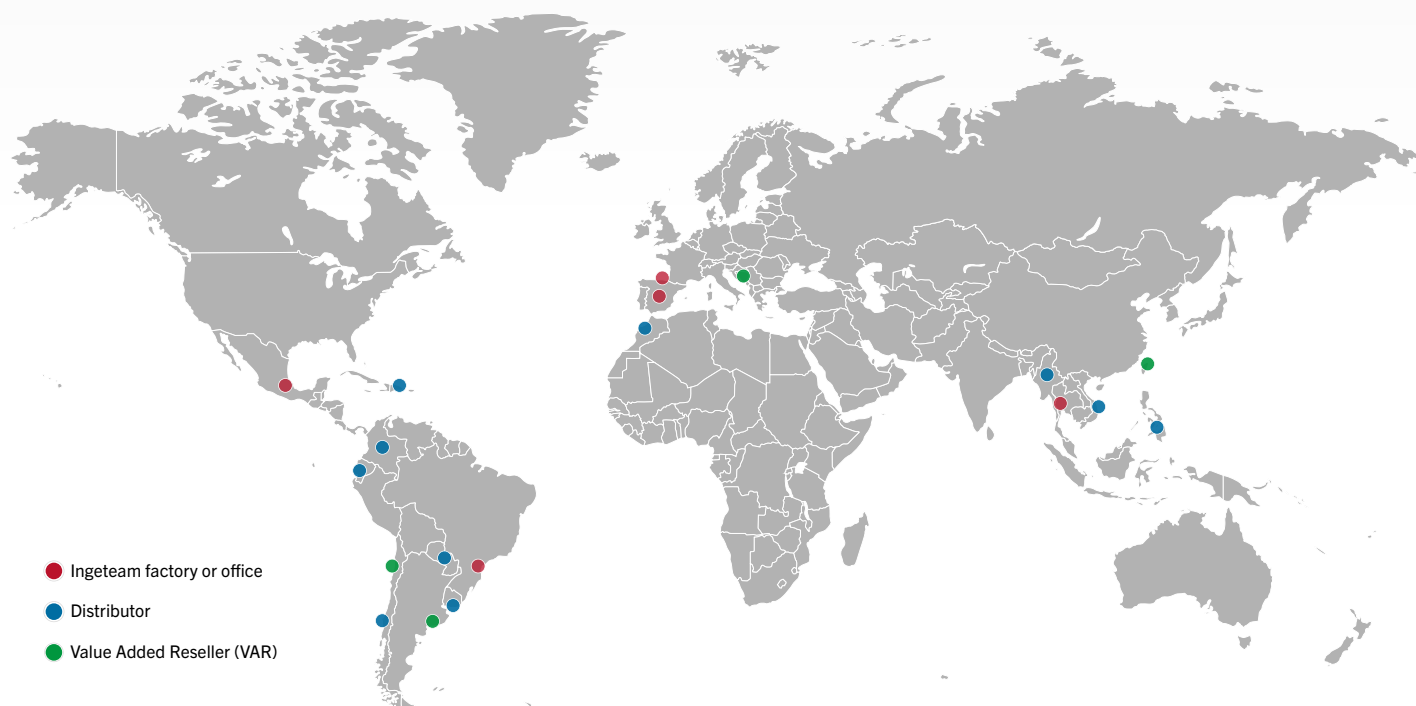 Ingeteam factory or office
Distributor
Value Added Reseller (VAR)